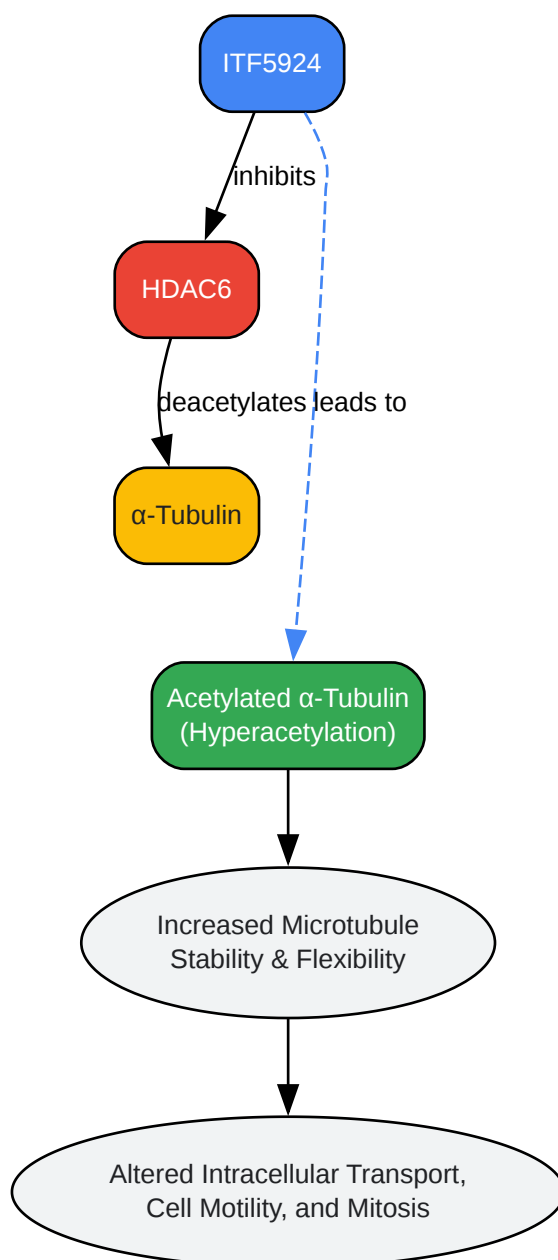 ITF5924
inhibits
HDAC6
deacetylates leads to
α-Tubulin
Acetylated α-Tubulin
(Hyperacetylation)
Increased Microtubule
Stability & Flexibility
Altered Intracellular Transport,
Cell Motility, and Mitosis